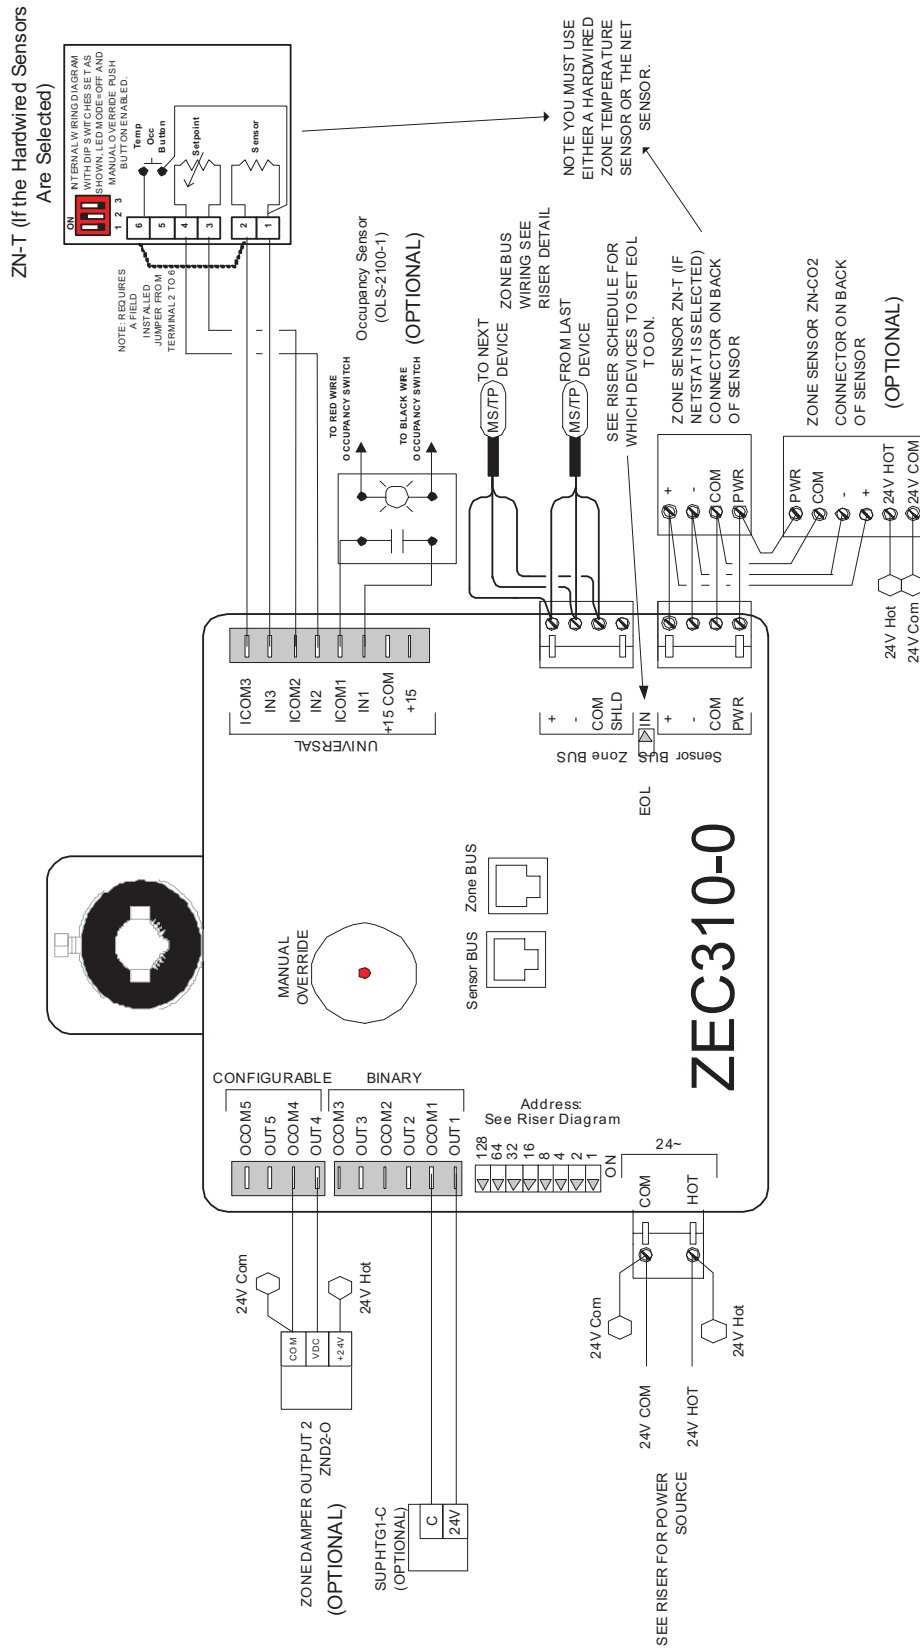 ZN-T (If the Hardwired Sensors
Are Selected)
INTERNAL WIRING DIAGRAM
WITH DIP SWITCHES SET AS
SHOWN. LED MODE=OFF AND
MANUAL OVERRIDE PUSH
BUTTON ENABLED.
ON
1 2 3
6
5
4
3
2
1
Temp
Occ
Button
Setpoint
Sensor
NOTE: REQUIRES
A FIELD
INSTALLED
JUMPER FROM
TERMINAL 2 TO 6
TO RED WIRE
OCCUPANCY SWITCH
TO BLACK WIRE
OCCUPANCY SWITCH
Occupancy Sensor
(OLS-2100-1)
(OPTIONAL)
NOTE YOU MUST USE
EITHER A HARDWIRED
ZONE TEMPERATURE
SENSOR OR THE NET
SENSOR.
MS/TP
TO NEXT
DEVICE
MS/TP
FROM LAST
DEVICE
ZONE BUS
WIRING SEE
RISER DETAIL
SEE RISER SCHEDULE FOR
WHICH DEVICES TO SET EOL
TO ON.
+
-
COM
PWR
ZONE SENSOR ZN-T (IF
NETSTAT IS SELECTED)
CONNECTOR ON BACK
OF SENSOR
PWR
COM
-
+
24V HOT
24V COM
24V Hot
24V Com
ZONE SENSOR ZN-CO2
CONNECTOR ON BACK
OF SENSOR
(OPTIONAL)
UNIVERSAL
ICOM3
IN3
ICOM2
IN2
ICOM1
IN1
+15 COM
+15
Zone BUS
+
-
COM
SHLD
EOL
IN
Sensor BUS
+
-
COM
PWR
MANUAL
OVERRIDE
Sensor BUS
Zone BUS
ZEC310-0
CONFIGURABLE
OCOM5
OUT5
OCOM4
OUT4
BINARY
OCOM3
OUT3
OCOM2
OUT2
OCOM1
OUT1
Address:
See Riser Diagram
128
64
32
16
8
4
2
1
ON
24~
COM
HOT
24V Com
24V Hot
COM
VDC
+24V
ZONE DAMPER OUTPUT 2
ZND2-O
(OPTIONAL)
C
24V
SUPHTG1-C
(OPTIONAL)
24V Com
24V Hot
24V COM
24V HOT
SEE RISER FOR POWER
SOURCE